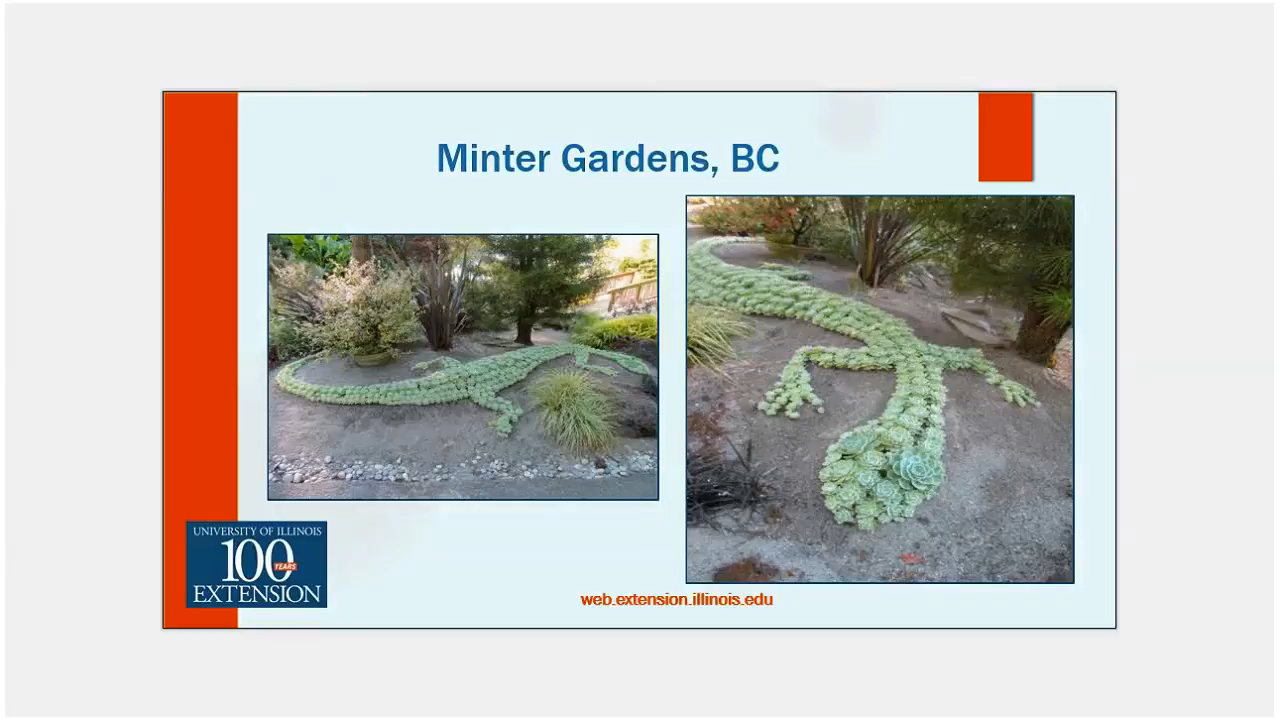 Minter Gardens, BC
UNIVERSITY OF ILLINOIS
100
YEARS
EXTENSION
web.extension.illinois.edu